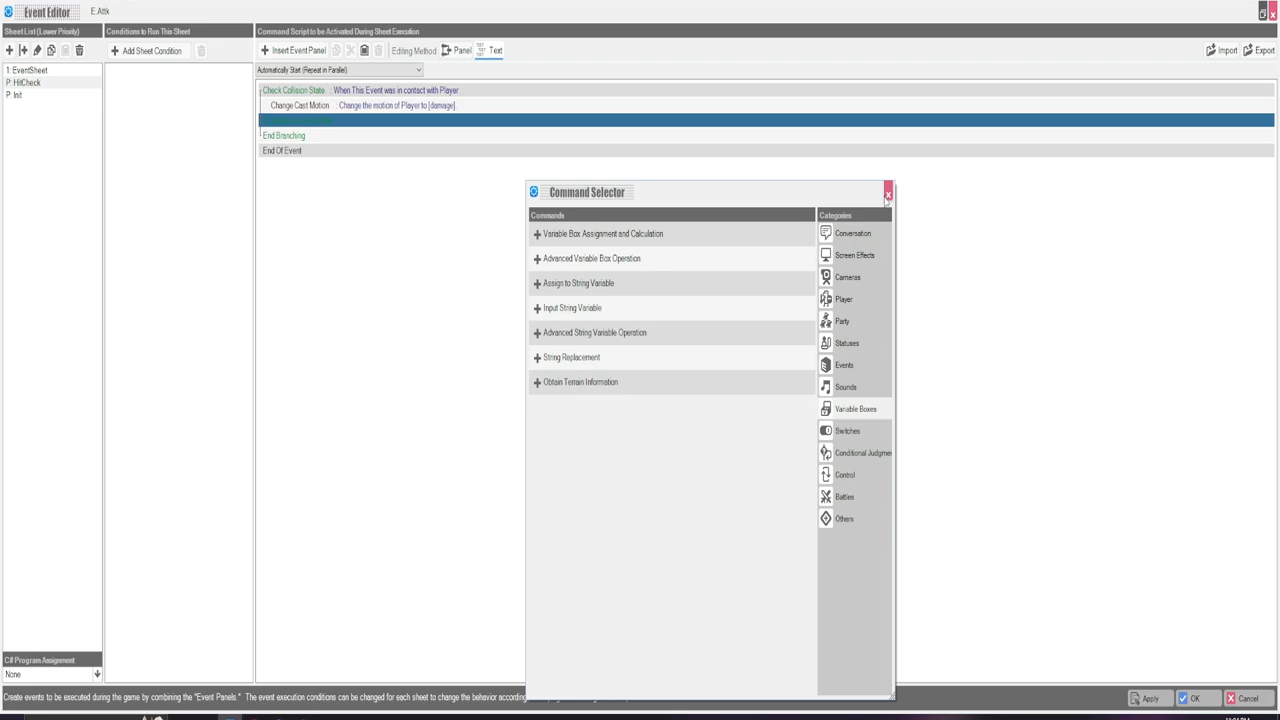 Event Editor
E.Attk
Sheet List (Lower Priority)
Conditions to Run This Sheet
Command Script to be Activated During Sheet Execution
Add Sheet Condition
Insert Event Panel
Editing Method
Panel
Text
Import
Export
1: EventSheet
P: HitCheck
P: Init
Automatically Start (Repeat in Parallel)
Check Collision State : When This Event was in contact with Player
Change Cast Motion : Change the motion of Player to [damage].
End Branching
End Of Event
Command Selector
Commands
Categories
Variable Box Assignment and Calculation
Advanced Variable Box Operation
Assign to String Variable
Input String Variable
Advanced String Variable Operation
String Replacement
Obtain Terrain Information
Conversation
Screen Effects
Cameras
Player
Party
Statuses
Events
Sounds
Variable Boxes
Switches
Conditional Judgmen
Control
Battles
Others
C# Program Assignment
None
Create events to be executed during the game by combining the "Event Panels." The event execution conditions can be changed for each sheet to change the behavior accordin
Apply
OK
Cancel